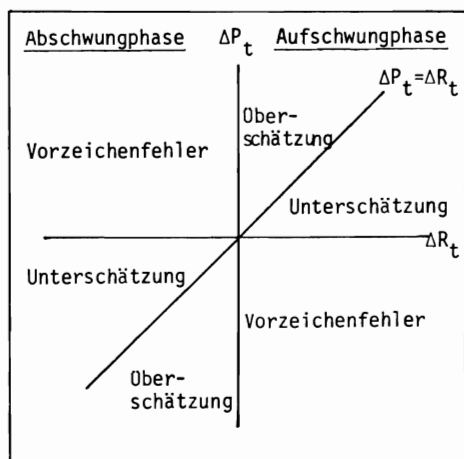 Abschwungphase ΔP_t Aufschwungphase
ΔP_t=ΔR_t
Ober-
schätzung
Vorzeichenfehler
Unterschätzung
ΔR_t
Unterschätzung
Vorzeichenfehler
Ober-
schätzung